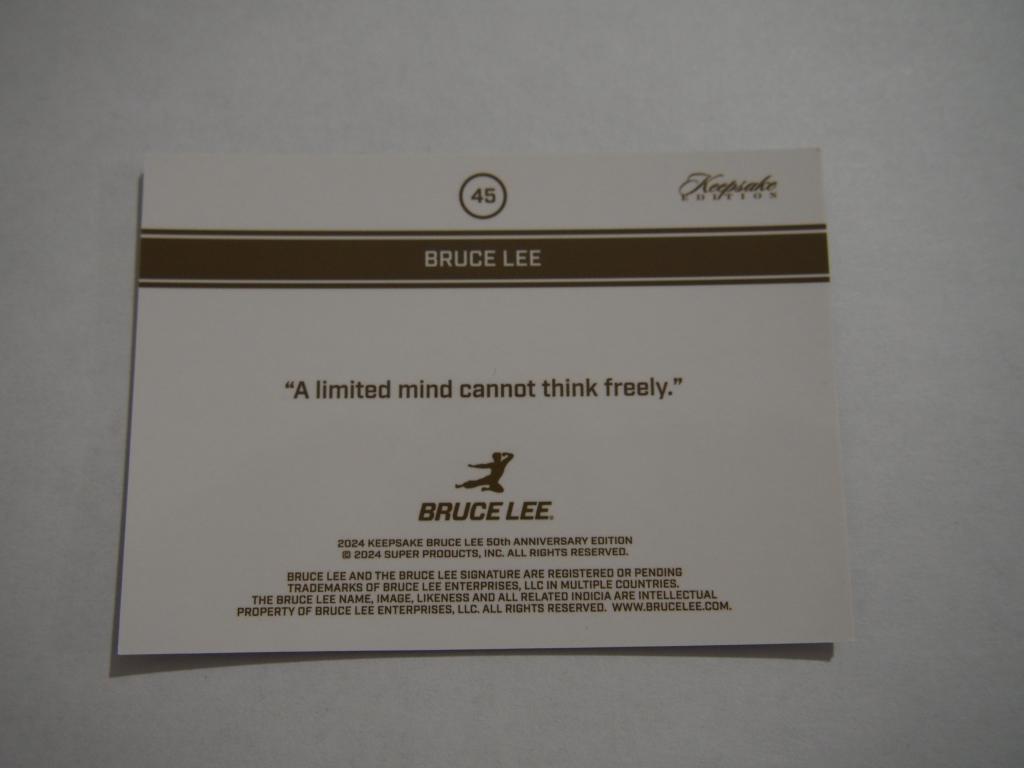 45
Keepsake
EDITION
BRUCE LEE
“A limited mind cannot think freely.”
BRUCE LEE®
2024 KEEPSAKE BRUCE LEE 50th ANNIVERSARY EDITION
© 2024 SUPER PRODUCTS, INC. ALL RIGHTS RESERVED.
BRUCE LEE AND THE BRUCE LEE SIGNATURE ARE REGISTERED OR PENDING
TRADEMARKS OF BRUCE LEE ENTERPRISES, LLC IN MULTIPLE COUNTRIES.
THE BRUCE LEE NAME, IMAGE, LIKENESS AND ALL RELATED INDICIA ARE INTELLECTUAL
PROPERTY OF BRUCE LEE ENTERPRISES, LLC. ALL RIGHTS RESERVED. WWW.BRUCELEE.COM.